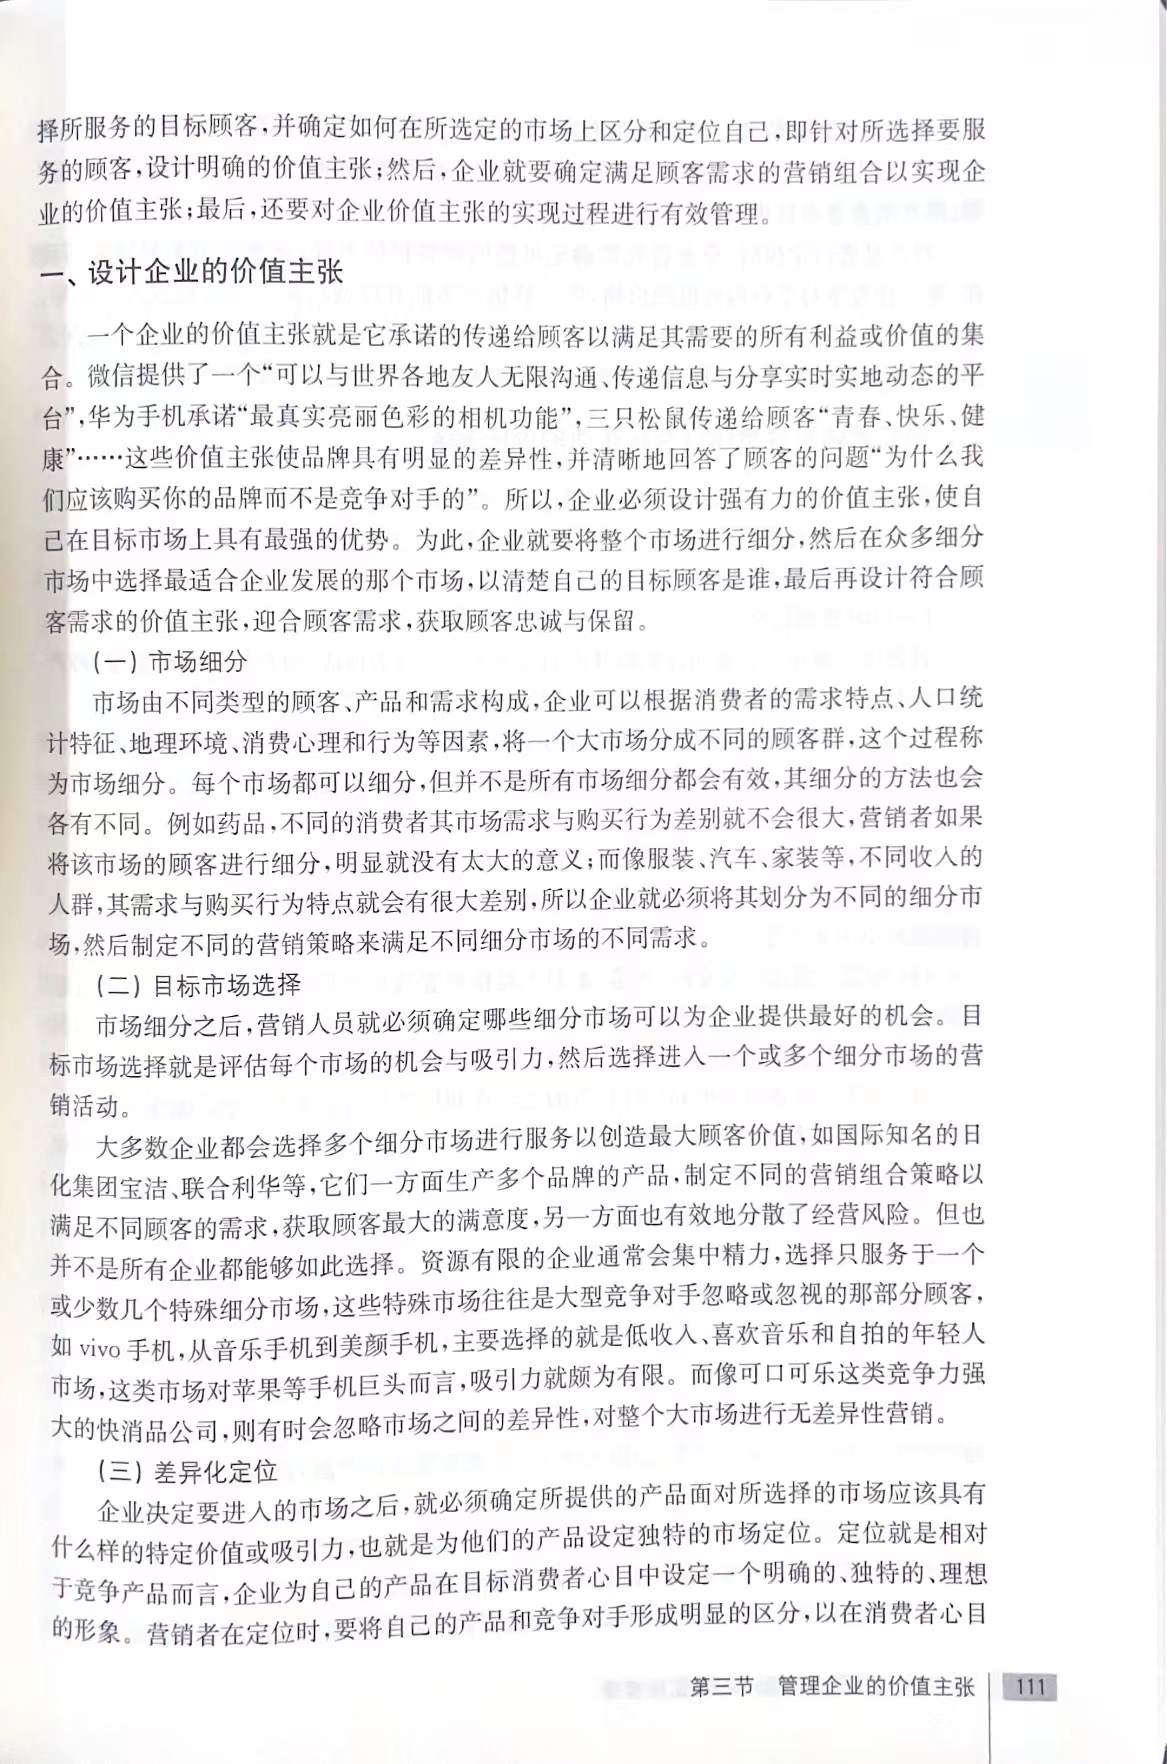 择所服务的目标顾客,并确定如何在所选定的市场上区分和定位自己,即针对所选择要服
务的顾客,设计明确的价值主张;然后,企业就要确定满足顾客需求的营销组合以实现企
业的价值主张;最后,还要对企业价值主张的实现过程进行有效管理。
一、设计企业的价值主张
一个企业的价值主张就是它承诺的传递给顾客以满足其需要的所有利益或价值的集
合。微信提供了一个“可以与世界各地友人无限沟通、传递信息与分享实时实地动态的平
台”,华为手机承诺“最真实亮丽色彩的相机功能”,三只松鼠传递给顾客“青春、快乐、健
康”……这些价值主张使品牌具有明显的差异性,并清晰地回答了顾客的问题“为什么我
们应该购买你的品牌而不是竞争对手的”。所以,企业必须设计强有力的价值主张,使自
己在目标市场上具有最强的优势。为此,企业就要将整个市场进行细分,然后在众多细分
市场中选择最适合企业发展的那个市场,以清楚自己的目标顾客是谁,最后再设计符合顾
客需求的价值主张,迎合顾客需求,获取顾客忠诚与保留。
(一) 市场细分
市场由不同类型的顾客、产品和需求构成,企业可以根据消费者的需求特点、人口统
计特征、地理环境、消费心理和行为等因素,将一个大市场分成不同的顾客群,这个过程称
为市场细分。每个市场都可以细分,但并不是所有市场细分都会有效,其细分的方法也会
各有不同。例如药品,不同的消费者其市场需求与购买行为差别就不会很大,营销者如果
将该市场的顾客进行细分,明显就没有太大的意义;而像服装、汽车、家装等,不同收入的
人群,其需求与购买行为特点就会有很大差别,所以企业就必须将其划分为不同的细分市
场,然后制定不同的营销策略来满足不同细分市场的不同需求。
(二) 目标市场选择
市场细分之后,营销人员就必须确定哪些细分市场可以为企业提供最好的机会。目
标市场选择就是评估每个市场的机会与吸引力,然后选择进入一个或多个细分市场的营
销活动。
大多数企业都会选择多个细分市场进行服务以创造最大顾客价值,如国际知名的日
化集团宝洁、联合利华等,它们一方面生产多个品牌的产品,制定不同的营销组合策略以
满足不同顾客的需求,获取顾客最大的满意度,另一方面也有效地分散了经营风险。但也
并不是所有企业都能够如此选择。资源有限的企业通常会集中精力,选择只服务于一个
或少数几个特殊细分市场,这些特殊市场往往是大型竞争对手忽略或忽视的那部分顾客,
如 vivo 手机,从音乐手机到美颜手机,主要选择的就是低收入、喜欢音乐和自拍的年轻人
市场,这类市场对苹果等手机巨头而言,吸引力就颇为有限。而像可口可乐这类竞争力强
大的快消品公司,则有时会忽略市场之间的差异性,对整个大市场进行无差异性营销。
(三) 差异化定位
企业决定要进入的市场之后,就必须确定所提供的产品面对所选择的市场应该具有
什么样的特定价值或吸引力,也就是为他们的产品设定独特的市场定位。定位就是相对
于竞争产品而言,企业为自己的产品在目标消费者心目中设定一个明确的、独特的、理想
的形象。营销者在定位时,要将自己的产品和竞争对手形成明显的区分,以在消费者心目
第三节 管理企业的价值主张 111